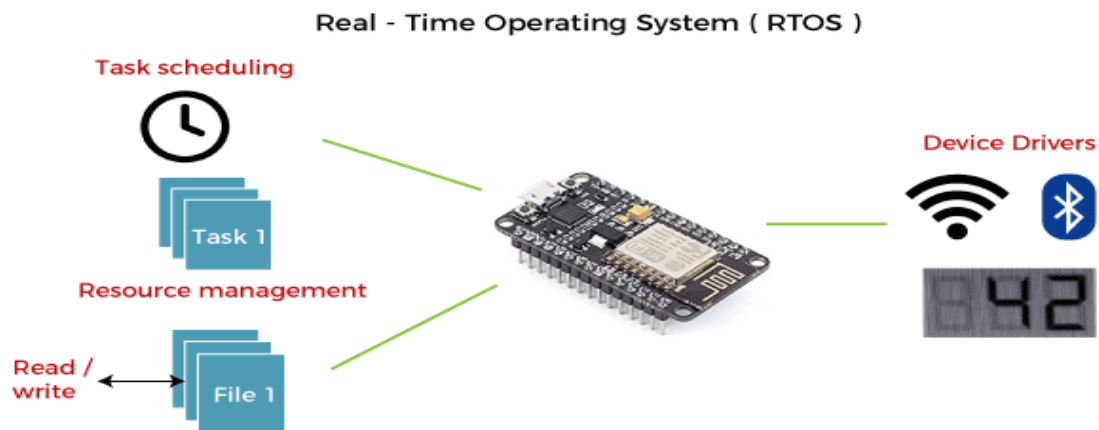 Real - Time Operating System ( RTOS )
Task scheduling
Task 1
Resource management
Read /
write
File 1
Device Drivers
42